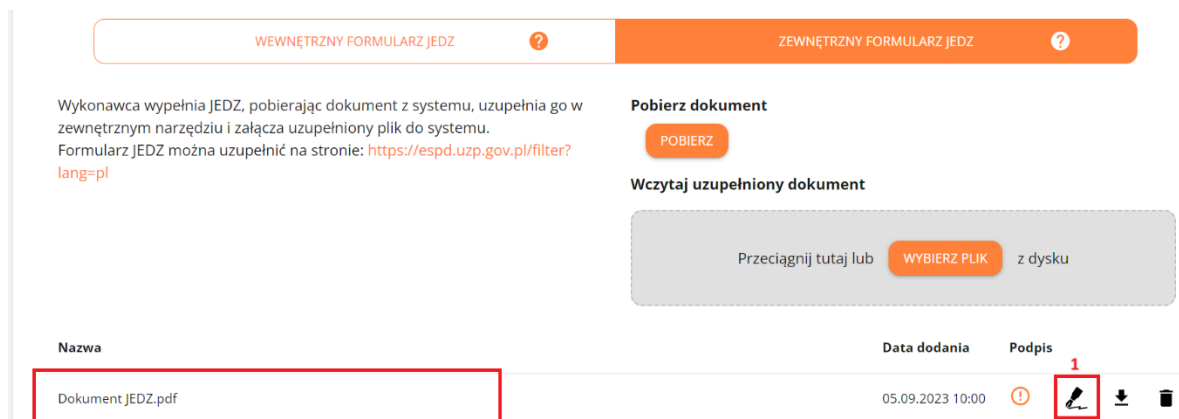 WEWNĘTRZNY FORMULARZ JEDZ ?
ZEWNĘTRZNY FORMULARZ JEDZ ?
Wykonawca wypełnia JEDZ, pobierając dokument z systemu, uzupełnia go w
zewnętrznym narzędziu i załącza uzupełniony plik do systemu.
Formularz JEDZ można uzupełnić na stronie: https://espd.uzp.gov.pl/filter?
lang=pl
Pobierz dokument
POBIERZ
Wczytaj uzupełniony dokument
Przeciągnij tutaj lub WYBIERZ PLIK z dysku
Nazwa Data dodania Podpis
1
Dokument JEDZ.pdf 05.09.2023 10:00